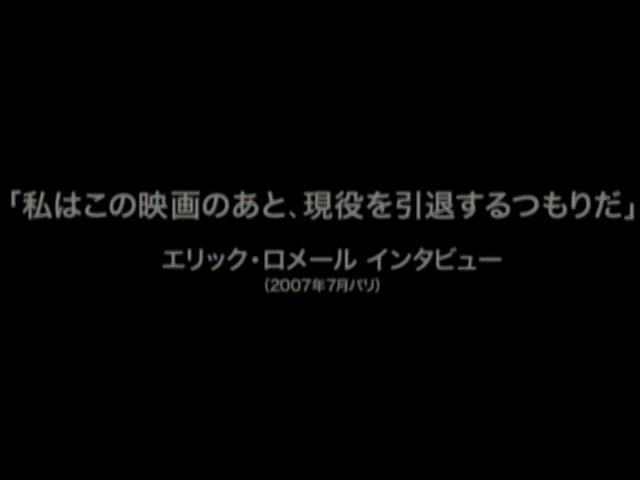 「私はこの映画のあと、現役を引退するつもりだ」
エリック・ロメール インタビュー
(2007年7月パリ)